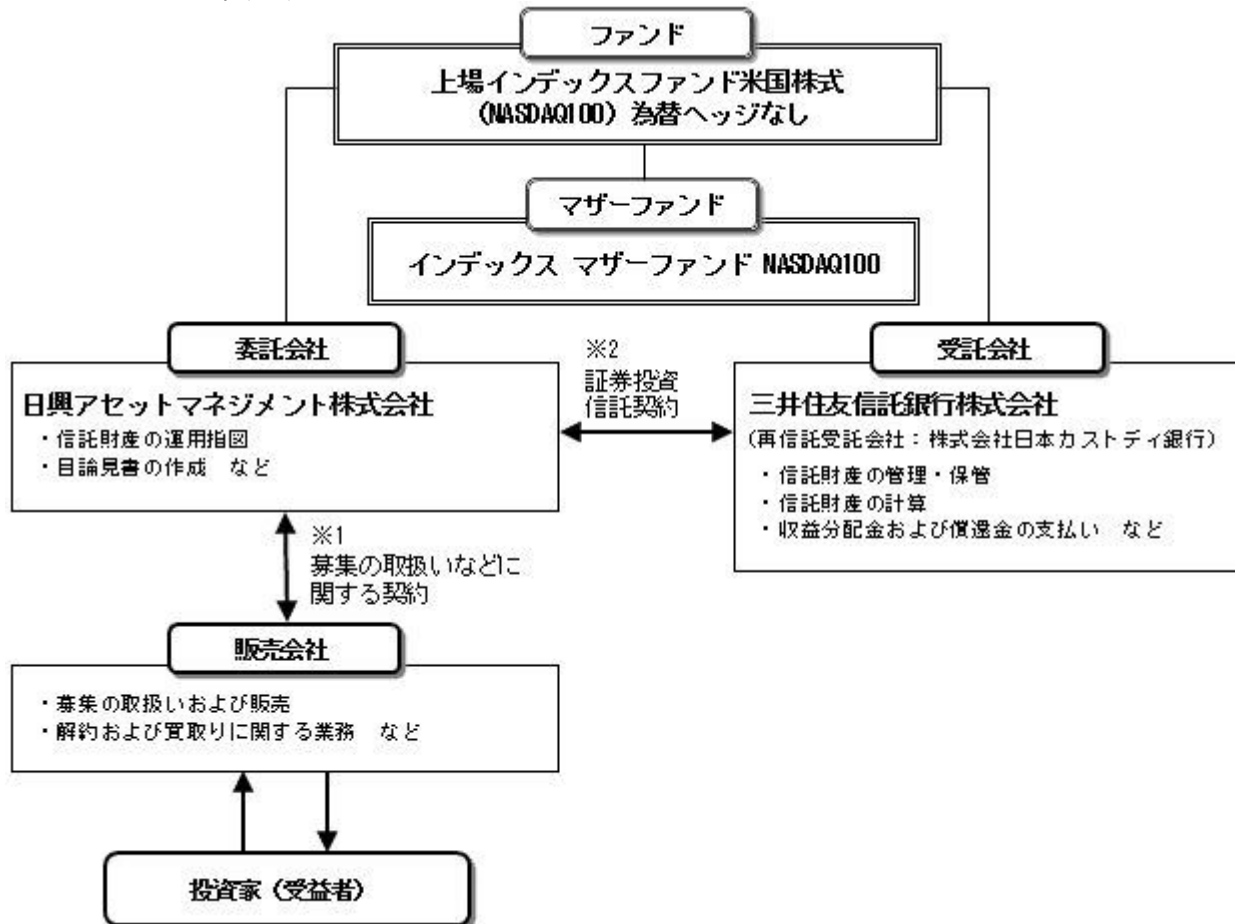 ファンド
上場インデックスファンド米国株式
(NASDAQ100) 為替ヘッジなし
マザーファンド
インデックス マザーファンド NASDAQ100
委託会社
日興アセットマネジメント株式会社
・信託財産の運用指図
・目論見書の作成 など
※2
証券投資
信託契約
受託会社
三井住友信託銀行株式会社
(再信託受託会社：株式会社日本カストディ銀行)
・信託財産の管理・保管
・信託財産の計算
・収益分配金および償還金の支払い など
※1
募集の取扱いなどに
関する契約
販売会社
・募集の取扱いおよび販売
・解約および買取りに関する業務 など
投資家 (受益者)